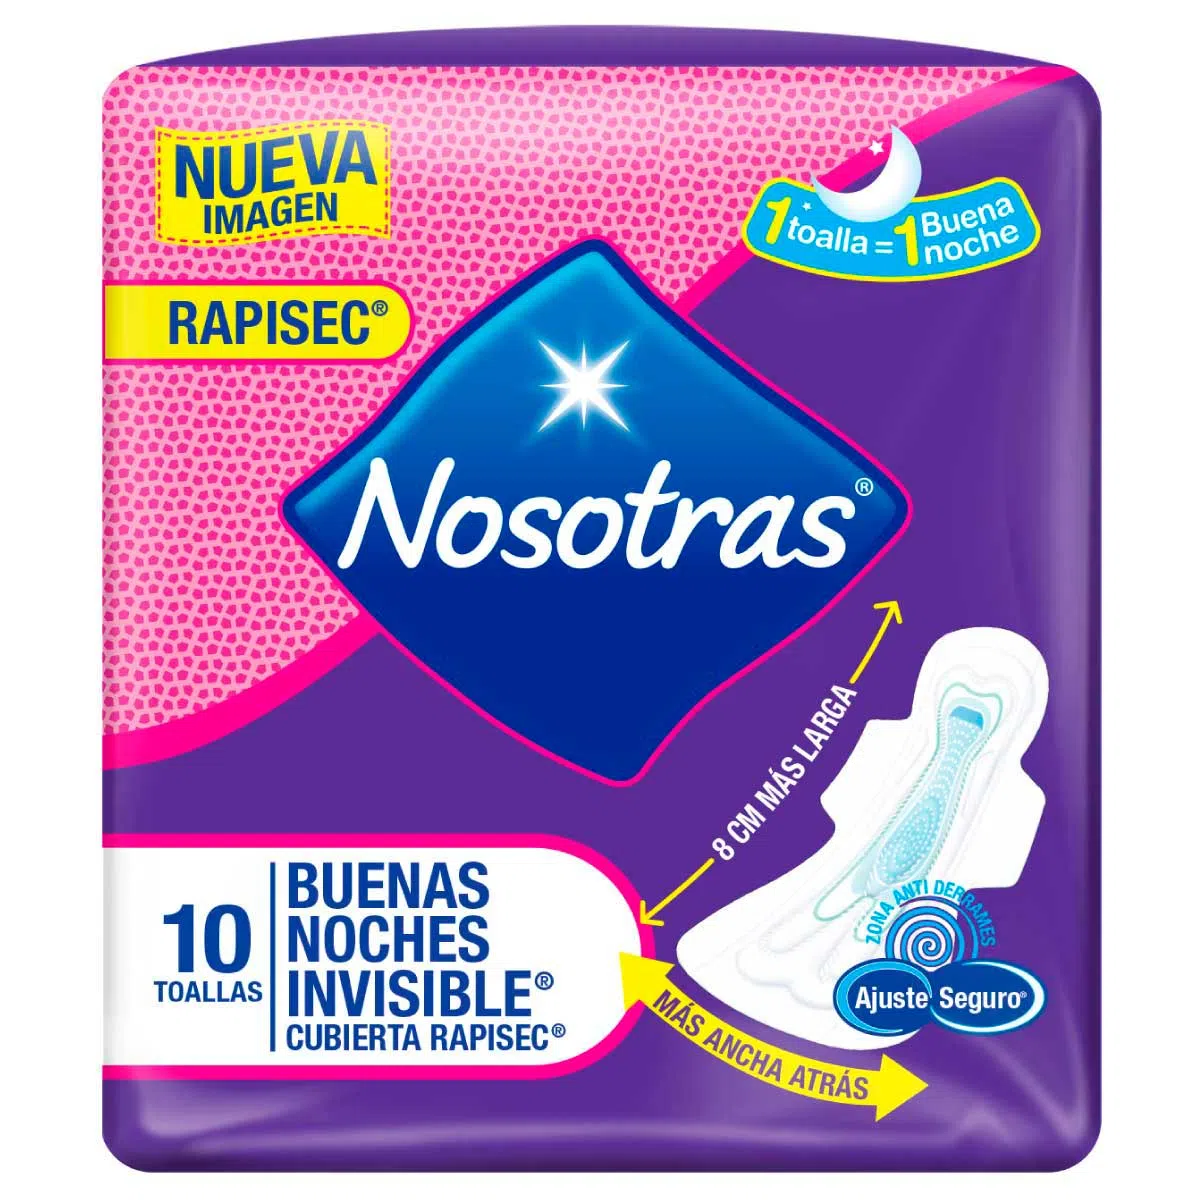 NUEVA
IMAGEN
1 toalla = 1 Buena noche
RAPISEC®
Nosotras®
8 CM MÁS LARGA
ZONA ANTI DERRAMES
Ajuste Seguro®
MÁS ANCHA ATRÁS
10
TOALLAS
BUENAS
NOCHES
INVISIBLE®
CUBIERTA RAPISEC®